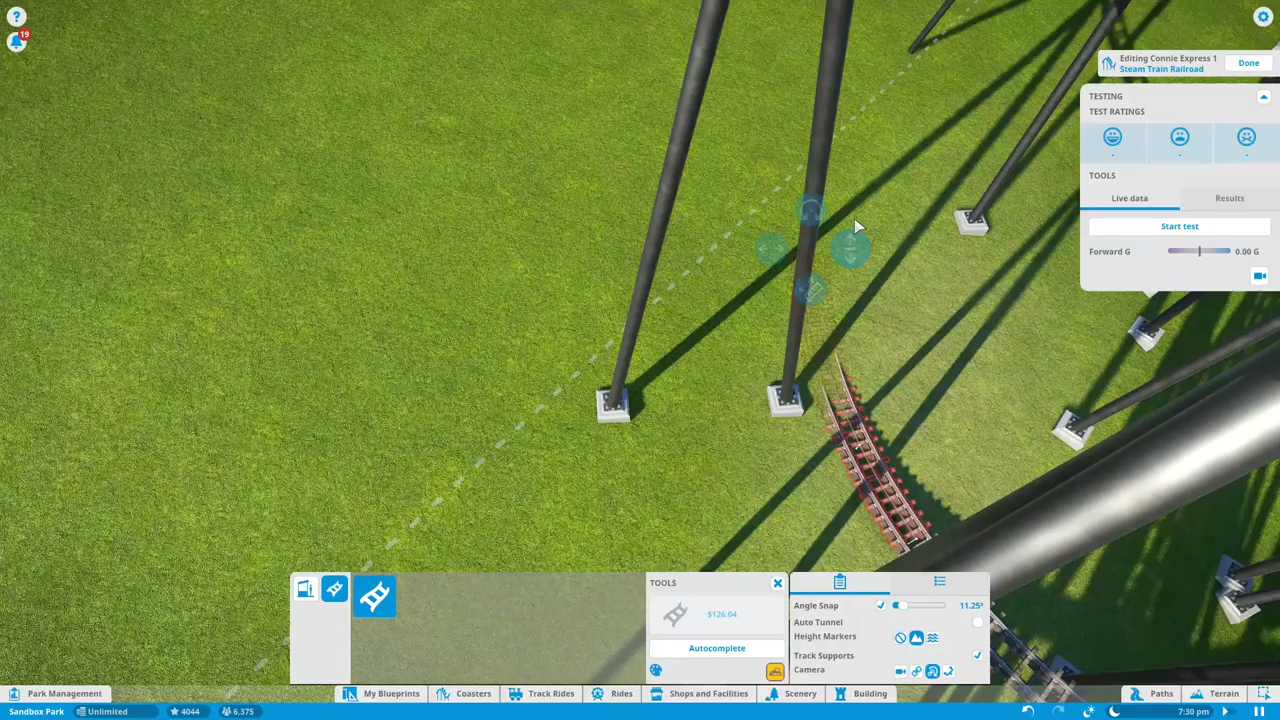 ?
19
Editing Connie Express 1
Steam Train Railroad
Done
TESTING
TEST RATINGS
- - -
TOOLS
Live data
Results
Start test
Forward G
0.00 G
TOOLS
$126.04
Autocomplete
Angle Snap
11.25°
Auto Tunnel
Height Markers
Track Supports
Camera
Park Management
My Blueprints
Coasters
Track Rides
Rides
Shops and Facilities
Scenery
Building
Paths
Terrain
Sandbox Park
Unlimited
4044
6,375
7:30 pm